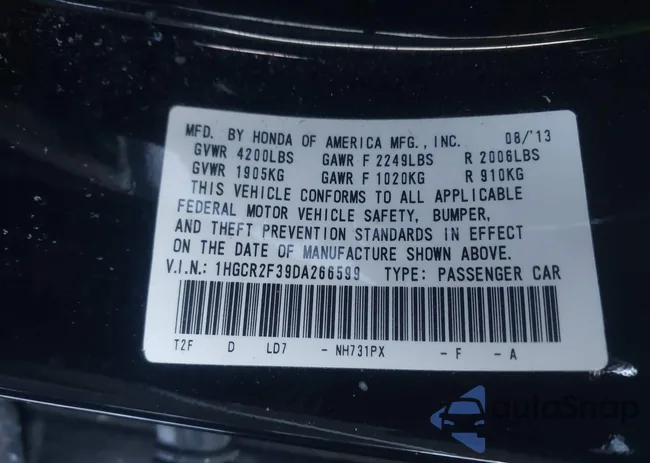 MFD. BY HONDA OF AMERICA MFG., INC. 08/'13
GVWR 4200LBS GAWR F 2249LBS R 2006LBS
GVWR 1905KG GAWR F 1020KG R 910KG
THIS VEHICLE CONFORMS TO ALL APPLICABLE
FEDERAL MOTOR VEHICLE SAFETY, BUMPER,
AND THEFT PREVENTION STANDARDS IN EFFECT
ON THE DATE OF MANUFACTURE SHOWN ABOVE.
V.I.N.: 1HGCR2F39DA266599 TYPE: PASSENGER CAR
T2F D LD7 - NH731PX - F - A
autoSnap